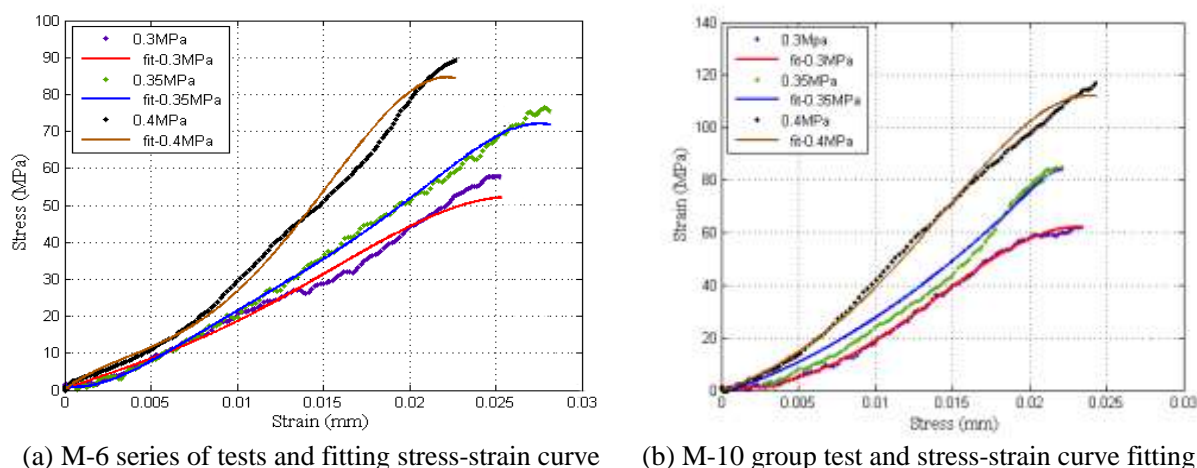 100
90
80
70
60
50
40
30
20
10
0
Stress (MPa)
0.3MPa
fit-0.3MPa
0.35MPa
fit-0.35MPa
0.4MPa
fit-0.4MPa
0 0.005 0.01 0.015 0.02 0.025 0.03
Strain (mm)
(a) M-6 series of tests and fitting stress-strain curve
140
120
100
80
60
40
20
0
Strain (MPa)
0.3Mpa
fit-0.3MPa
0.35MPa
fit-0.35MPa
0.4MPa
fit-0.4MPa
0 0.005 0.01 0.015 0.02 0.025 0.03
Stress (mm)
(b) M-10 group test and stress-strain curve fitting